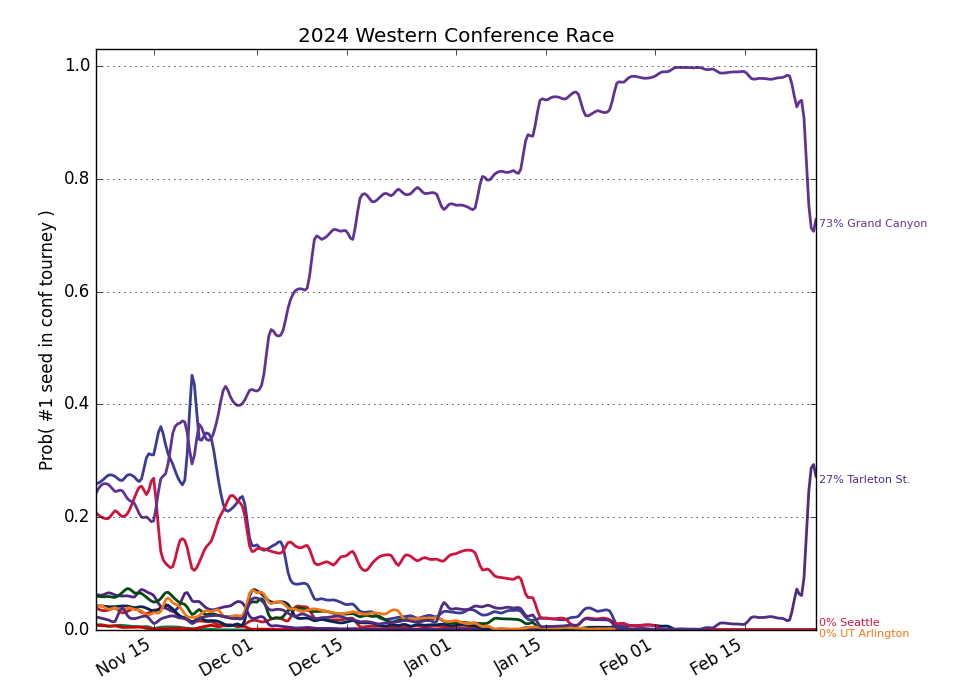 2024 Western Conference Race
Prob( #1 seed in conf tourney )
1.0
0.8
0.6
0.4
0.2
0.0
73% Grand Canyon
27% Tarleton St.
0% Seattle
0% UT Arlington
Nov 15
Dec 01
Dec 15
Jan 01
Jan 15
Feb 01
Feb 15